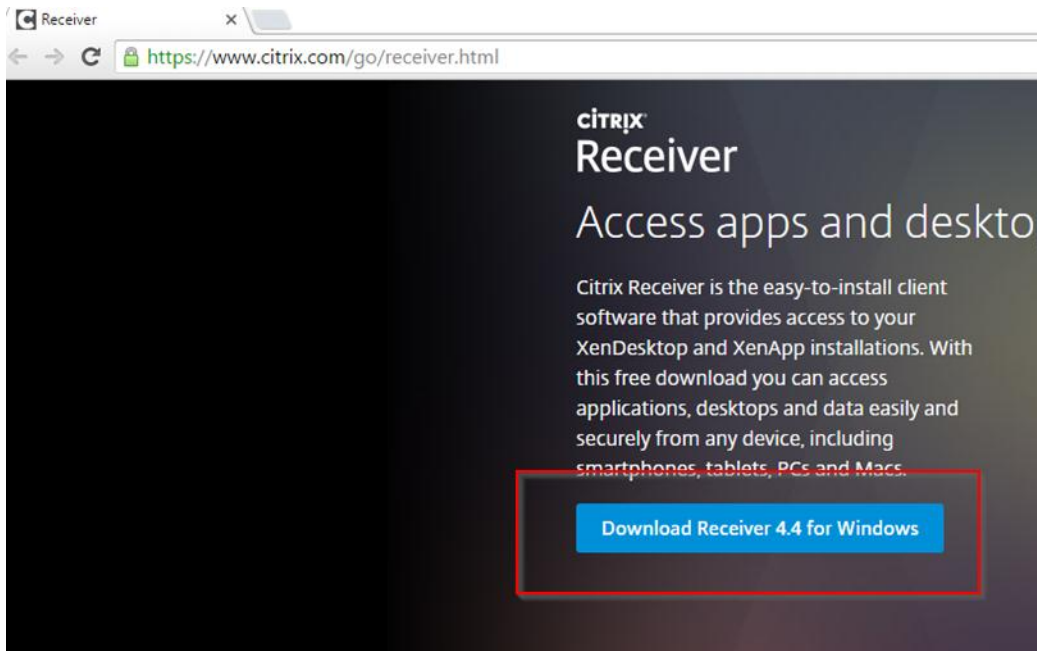 Receiver
https://www.citrix.com/go/receiver.html
CİTRIX
Receiver
Access apps and deskto
Citrix Receiver is the easy-to-install client
software that provides access to your
XenDesktop and XenApp installations. With
this free download you can access
applications, desktops and data easily and
securely from any device, including
smartphones, tablets, PCs and Macs.
Download Receiver 4.4 for Windows